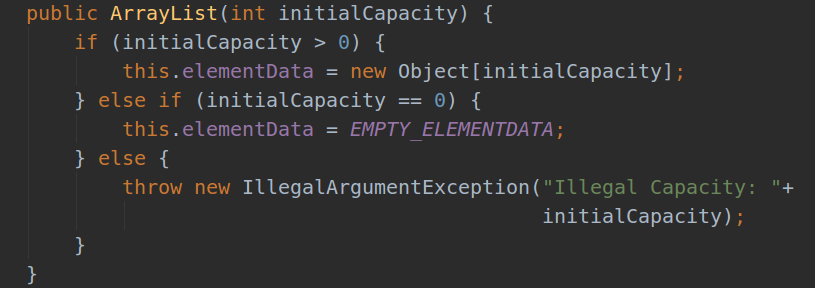 public ArrayList(int initialCapacity) {
    if (initialCapacity > 0) {
        this.elementData = new Object[initialCapacity];
    } else if (initialCapacity == 0) {
        this.elementData = EMPTY_ELEMENTDATA;
    } else {
        throw new IllegalArgumentException("Illegal Capacity: "+
                                           initialCapacity);
    }
}